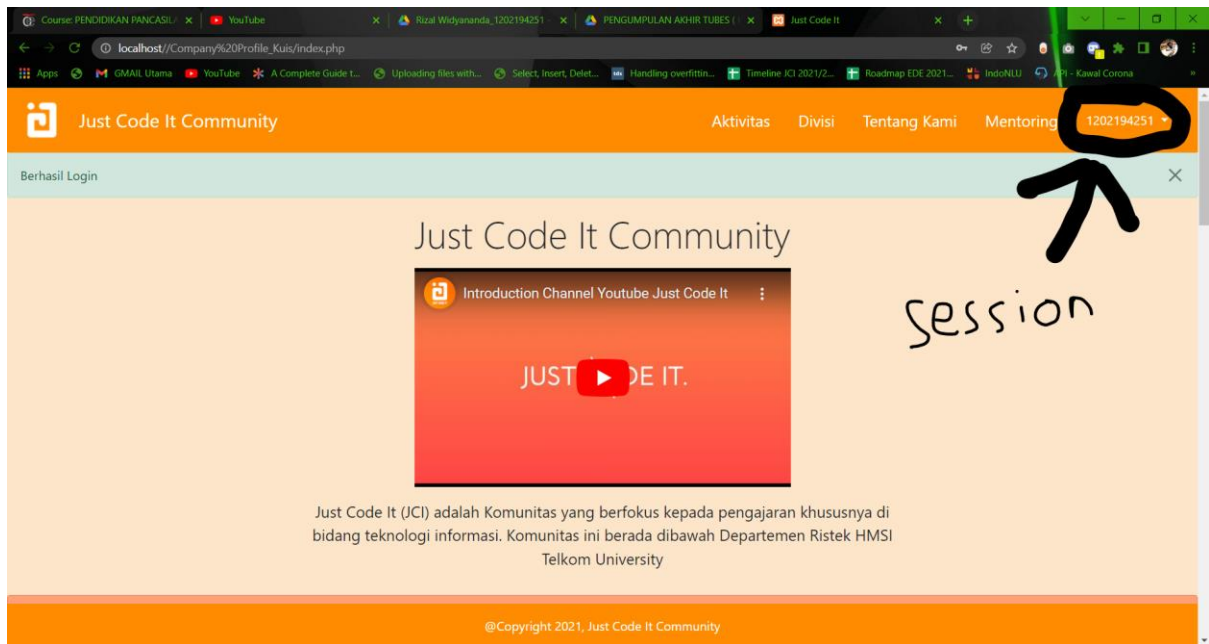 Course: PENDIDIKAN PANCASILA
YouTube
Rizal Widyananda_1202194251 -
PENGUMPULAN AKHIR TUBES (
Just Code It
localhost//Company%20Profile_Kuis/index.php
Apps
GMAIL Utama
YouTube
A Complete Guide t...
Uploading files with...
Select, Insert, Delet...
Handling overfittin...
Timeline JCI 2021/2...
Roadmap EDE 2021...
IndoNLU
API - Kawal Corona
Just Code It Community
Aktivitas
Divisi
Tentang Kami
Mentoring
1202194251
Berhasil Login
Just Code It Community
Introduction Channel Youtube Just Code It
session
Just Code It (JCI) adalah Komunitas yang berfokus kepada pengajaran khususnya di
bidang teknologi informasi. Komunitas ini berada dibawah Departemen Ristek HMSI
Telkom University
@Copyright 2021, Just Code It Community